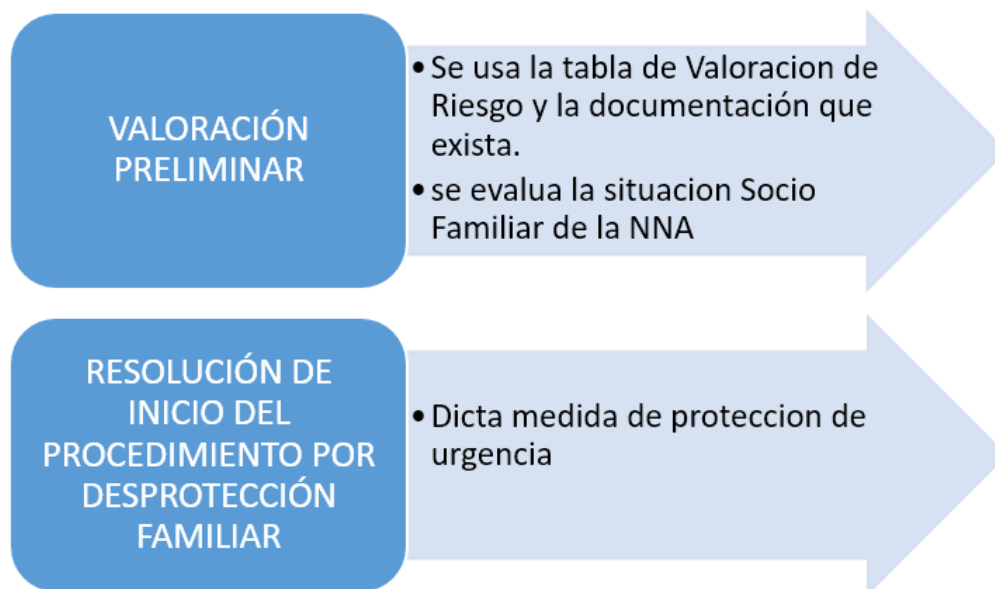 VALORACIÓN
PRELIMINAR
• Se usa la tabla de Valoracion de
Riesgo y la documentación que
exista.
• se evalua la situacion Socio
Familiar de la NNA
RESOLUCIÓN DE
INICIO DEL
PROCEDIMIENTO POR
DESPROTECCIÓN
FAMILIAR
• Dicta medida de proteccion de
urgencia